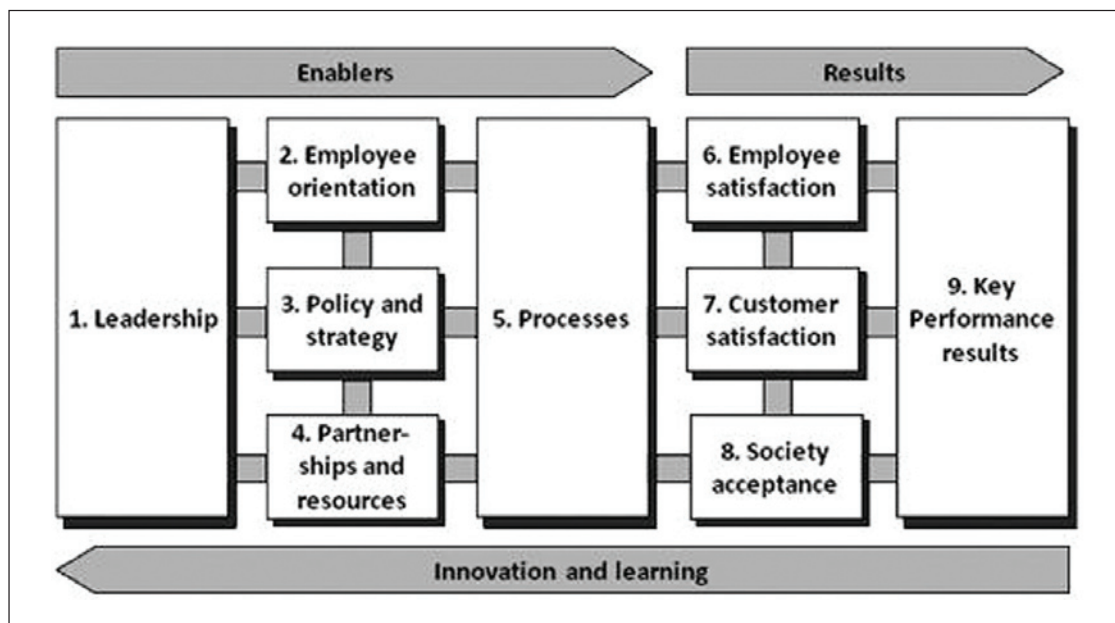 Enablers
Results
1. Leadership
2. Employee
orientation
3. Policy and
strategy
4. Partner-
ships and
resources
5. Processes
6. Employee
satisfaction
7. Customer
satisfaction
8. Society
acceptance
9. Key
Performance
results
Innovation and learning